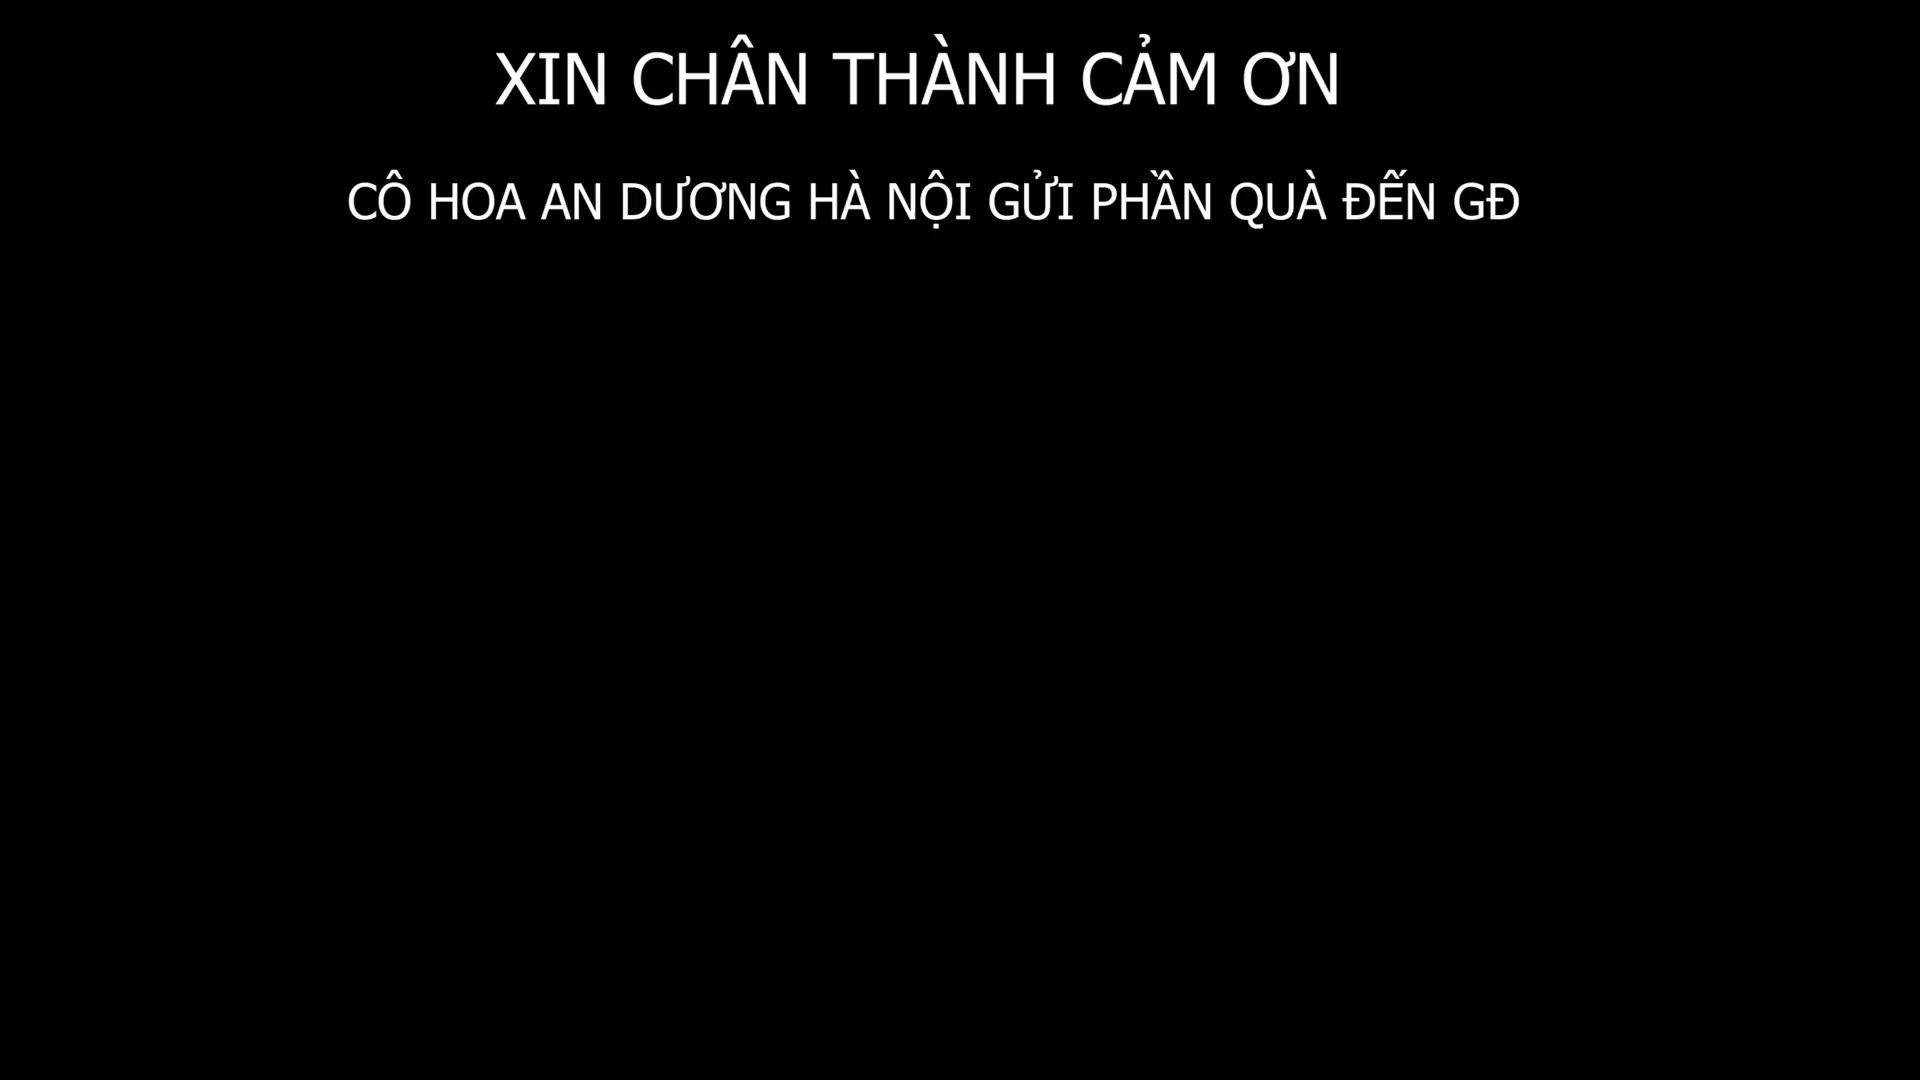 XIN CHÂN THÀNH CẢM ƠN
CÔ HOA AN DƯƠNG HÀ NỘI GỬI PHẦN QUÀ ĐẾN GĐ